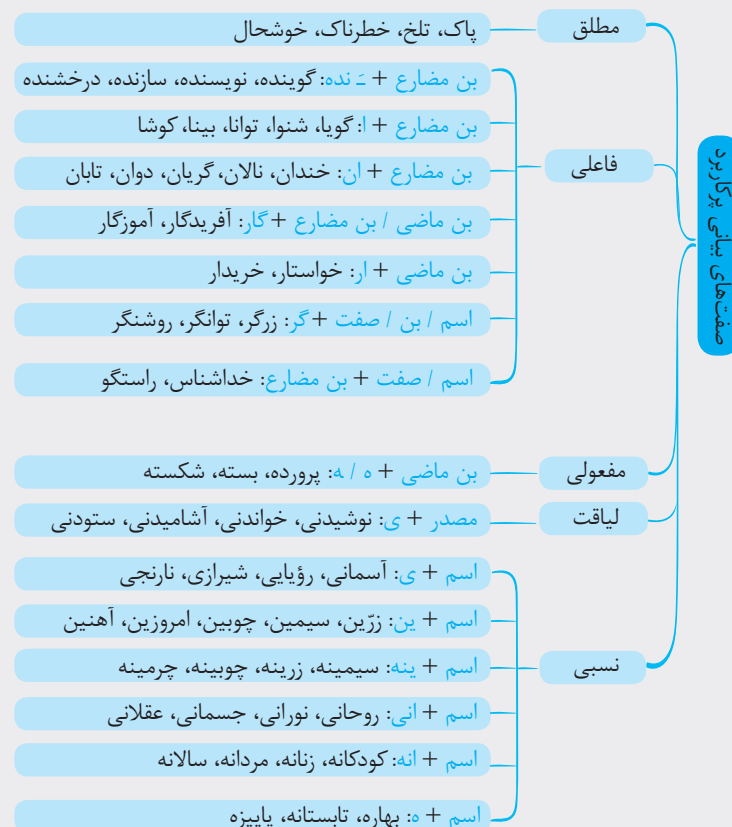 صفت‌های بیانی پرکاربرد
مطلق
پاک، تلخ، خطرناک، خوشحال
فاعلی
بن مضارع + ـَ نده: گوینده، نویسنده، سازنده، درخشنده
بن مضارع + ا: گویا، شنوا، توانا، بینا، کوشا
بن مضارع + ان: خندان، نالان، گریان، دوان، تابان
بن ماضی / بن مضارع + گار: آفریدگار، آموزگار
بن ماضی + ار: خواستار، خریدار
اسم / بن / صفت + گر: زرگر، توانگر، روشنگر
اسم / صفت + بن مضارع: خداشناس، راستگو
مفعولی
بن ماضی + ه / ـه: پرورده، بسته، شکسته
لیاقت
مصدر + ی: نوشیدنی، خواندنی، آشامیدنی، ستودنی
نسبی
اسم + ی: آسمانی، رؤیایی، شیرازی، نارنجی
اسم + ین: زرّین، سیمین، چوبین، امروزین، آهنین
اسم + ینه: سیمینه، زرینه، چوبینه، چرمینه
اسم + انی: روحانی، نورانی، جسمانی، عقلانی
اسم + انه: کودکانه، زنانه، مردانه، سالانه
اسم + ه: بهاره، تابستانه، پاییزه